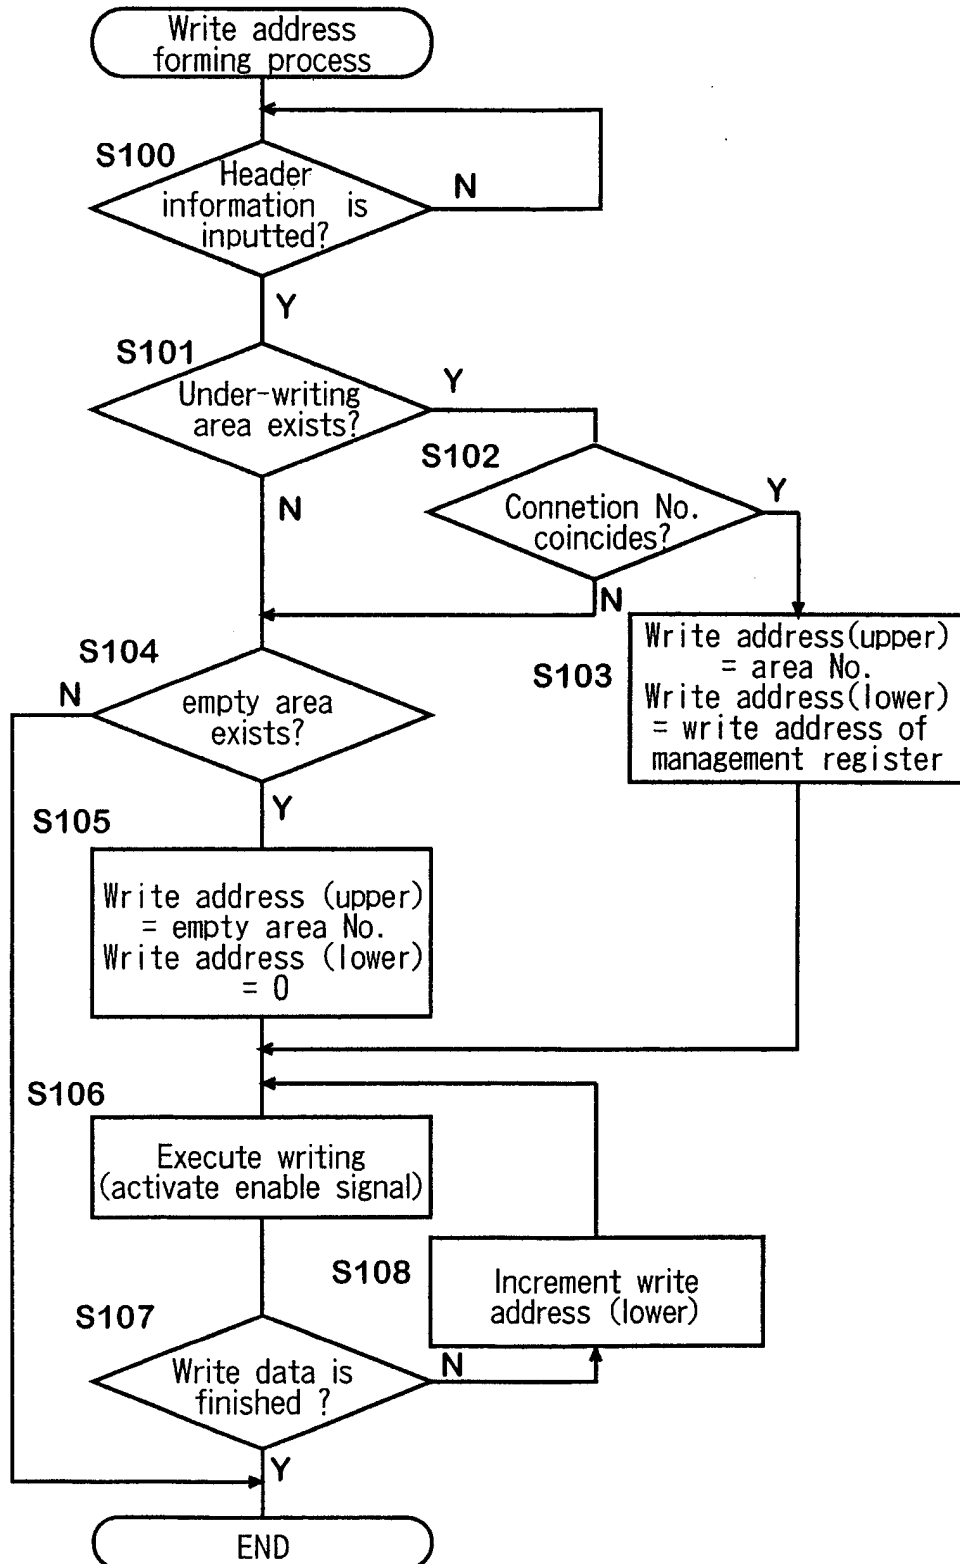 Write address
forming process
S100
Header
information is
inputted?
N
Y
S101
Under-writing
area exists?
Y
N
S102
Connetion No.
coincides?
Y
N
S103
Write address(upper)
= area No.
Write address(lower)
= write address of
management register
S104
empty area
exists?
N
Y
S105
Write address (upper)
= empty area No.
Write address (lower)
= 0
S106
Execute writing
(activate enable signal)
S108
Increment write
address (lower)
S107
Write data is
finished ?
N
Y
END